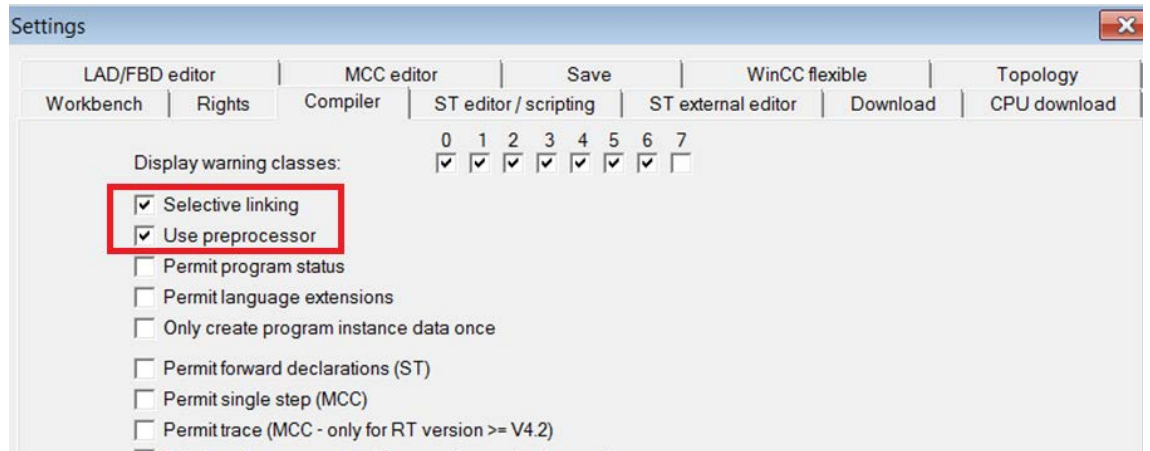 Settings
LAD/FBD editor MCC editor Save WinCC flexible Topology
Workbench Rights Compiler ST editor / scripting ST external editor Download CPU download
0 1 2 3 4 5 6 7
Display warning classes:
Selective linking
Use preprocessor
Permit program status
Permit language extensions
Only create program instance data once
Permit forward declarations (ST)
Permit single step (MCC)
Permit trace (MCC - only for RT version >= V4.2)